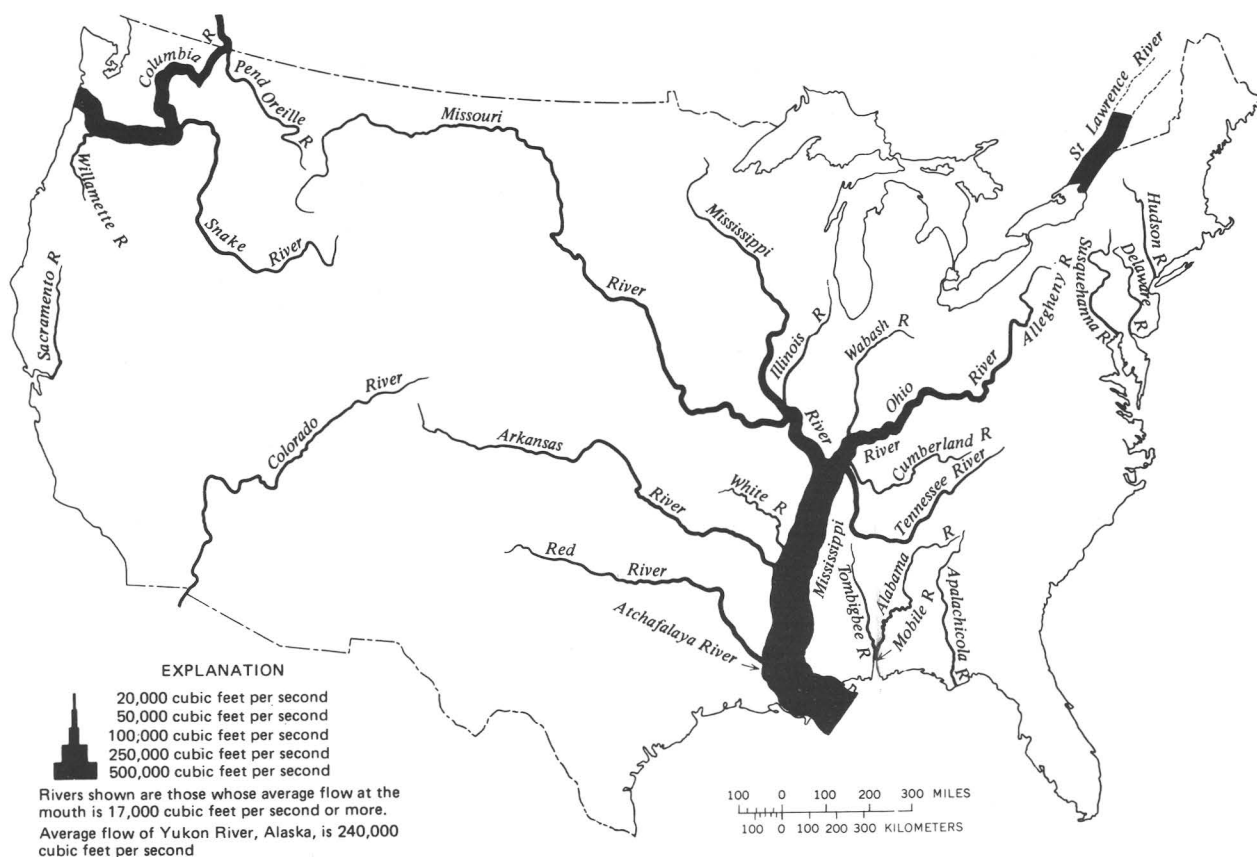 Columbia R
Pend Oreille R
Missouri
River
St Lawrence River
Willamette R
Snake
River
Mississippi
River
Hudson R
Susquehanna R
Delaware R
Allegheny R
Sacramento R
Illinois R
Wabash R
Ohio
River
Colorado
River
Arkansas
River
River
Cumberland R
Tennessee River
White R
Mississippi
Red
River
Tombigbee R
Alabama R
Mobile R
Apalachicola R
Atchafalaya River
EXPLANATION
20,000 cubic feet per second
50,000 cubic feet per second
100,000 cubic feet per second
250,000 cubic feet per second
500,000 cubic feet per second
Rivers shown are those whose average flow at the
mouth is 17,000 cubic feet per second or more.
Average flow of Yukon River, Alaska, is 240,000
cubic feet per second
100 0 100 200 300 MILES
100 0 100 200 300 KILOMETERS